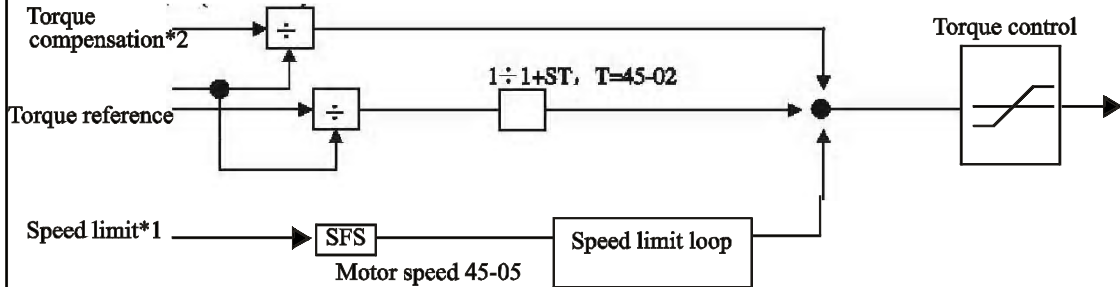 Torque
compensation*2
÷
Torque control
1÷1+ST, T=45-02
Torque reference
÷
Speed limit*1
SFS
Speed limit loop
Motor speed 45-05